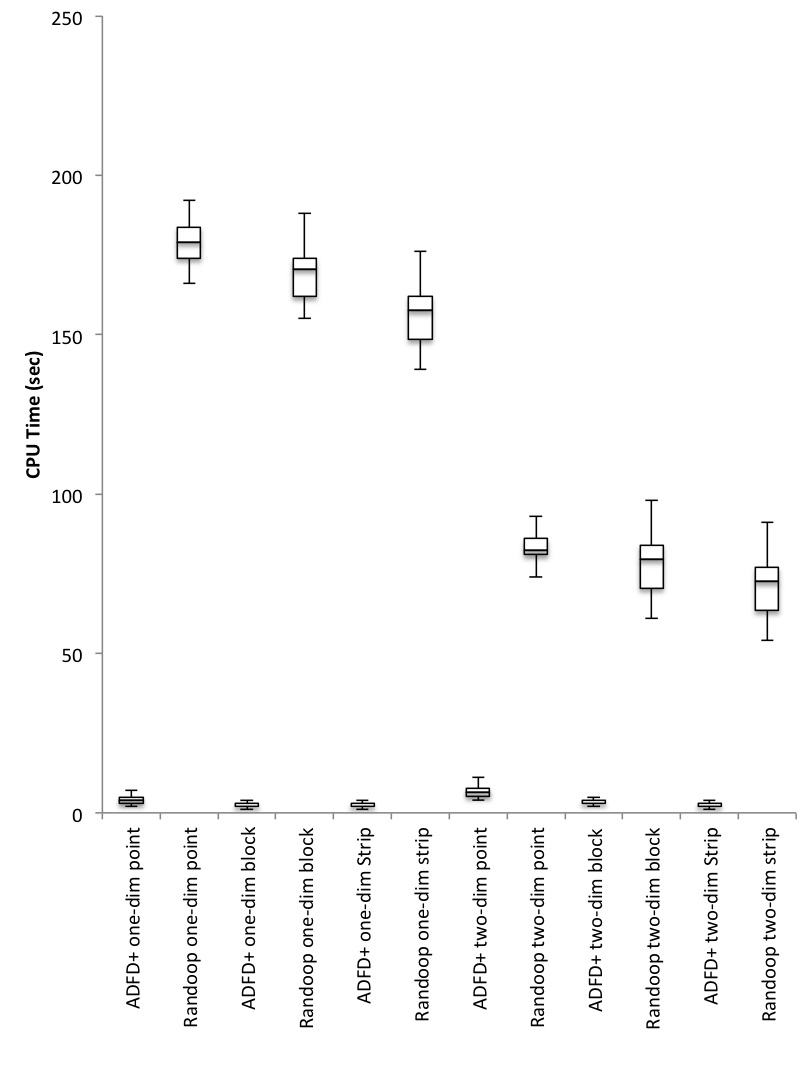 250
200
150
100
50
0
CPU Time (sec)
ADFD+ one-dim point
Randoop one-dim point
ADFD+ one-dim block
Randoop one-dim block
ADFD+ one-dim Strip
Randoop one-dim strip
ADFD+ two-dim point
Randoop two-dim point
ADFD+ two-dim block
Randoop two-dim block
ADFD+ two-dim Strip
Randoop two-dim strip